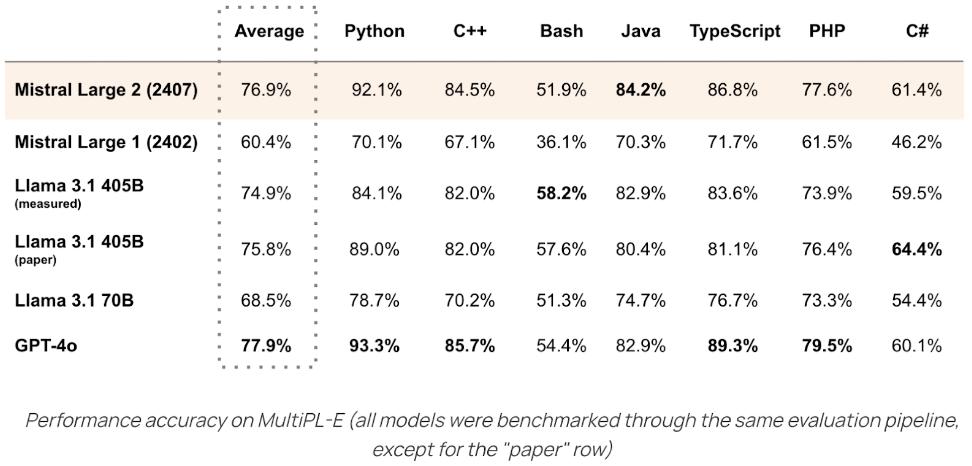 Average Python C++ Bash Java TypeScript PHP C#
Mistral Large 2 (2407) 76.9% 92.1% 84.5% 51.9% 84.2% 86.8% 77.6% 61.4%
Mistral Large 1 (2402) 60.4% 70.1% 67.1% 36.1% 70.3% 71.7% 61.5% 46.2%
Llama 3.1 405B
(measured) 74.9% 84.1% 82.0% 58.2% 82.9% 83.6% 73.9% 59.5%
Llama 3.1 405B
(paper) 75.8% 89.0% 82.0% 57.6% 80.4% 81.1% 76.4% 64.4%
Llama 3.1 70B 68.5% 78.7% 70.2% 51.3% 74.7% 76.7% 73.3% 54.4%
GPT-4o 77.9% 93.3% 85.7% 54.4% 82.9% 89.3% 79.5% 60.1%
Performance accuracy on MultiPL-E (all models were benchmarked through the same evaluation pipeline,
except for the "paper" row)